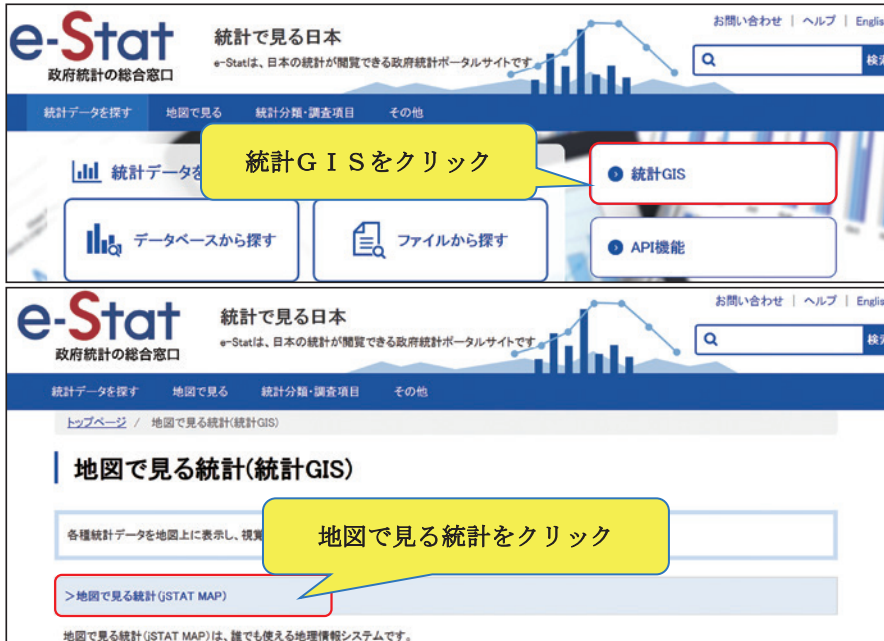 e-Stat
政府統計の総合窓口
統計で見る日本
e-Statは、日本の統計が閲覧できる政府統計ポータルサイトです
お問い合わせ | ヘルプ | Englis
検索
統計データを探す 地図で見る 統計分類・調査項目 その他
統計データを
統計GISをクリック
統計GIS
データベースから探す
ファイルから探す
API機能
e-Stat
政府統計の総合窓口
統計で見る日本
e-Statは、日本の統計が閲覧できる政府統計ポータルサイトです
お問い合わせ | ヘルプ | Englis
検索
統計データを探す 地図で見る 統計分類・調査項目 その他
トップページ / 地図で見る統計(統計GIS)
地図で見る統計(統計GIS)
各種統計データを地図上に表示し、視覚
地図で見る統計をクリック
>地図で見る統計(jSTAT MAP)
地図で見る統計(jSTAT MAP)は、誰でも使える地理情報システムです。